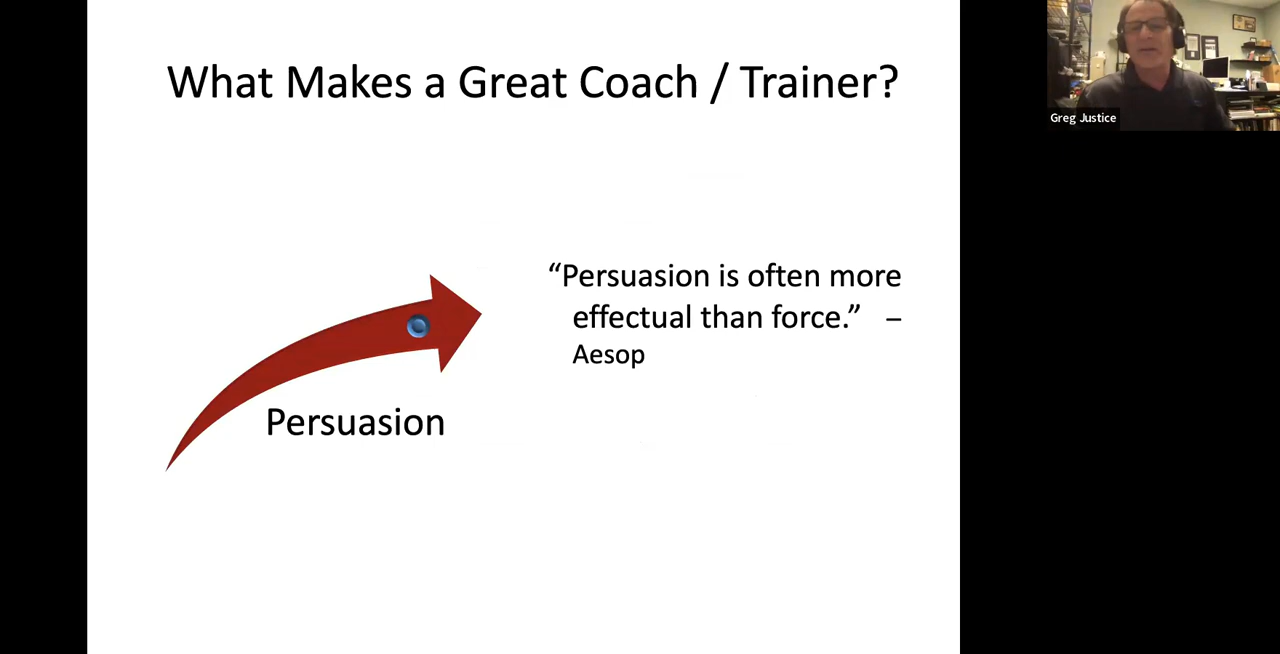 What Makes a Great Coach / Trainer?
Greg Justice
“Persuasion is often more
effectual than force.” –
Aesop
Persuasion